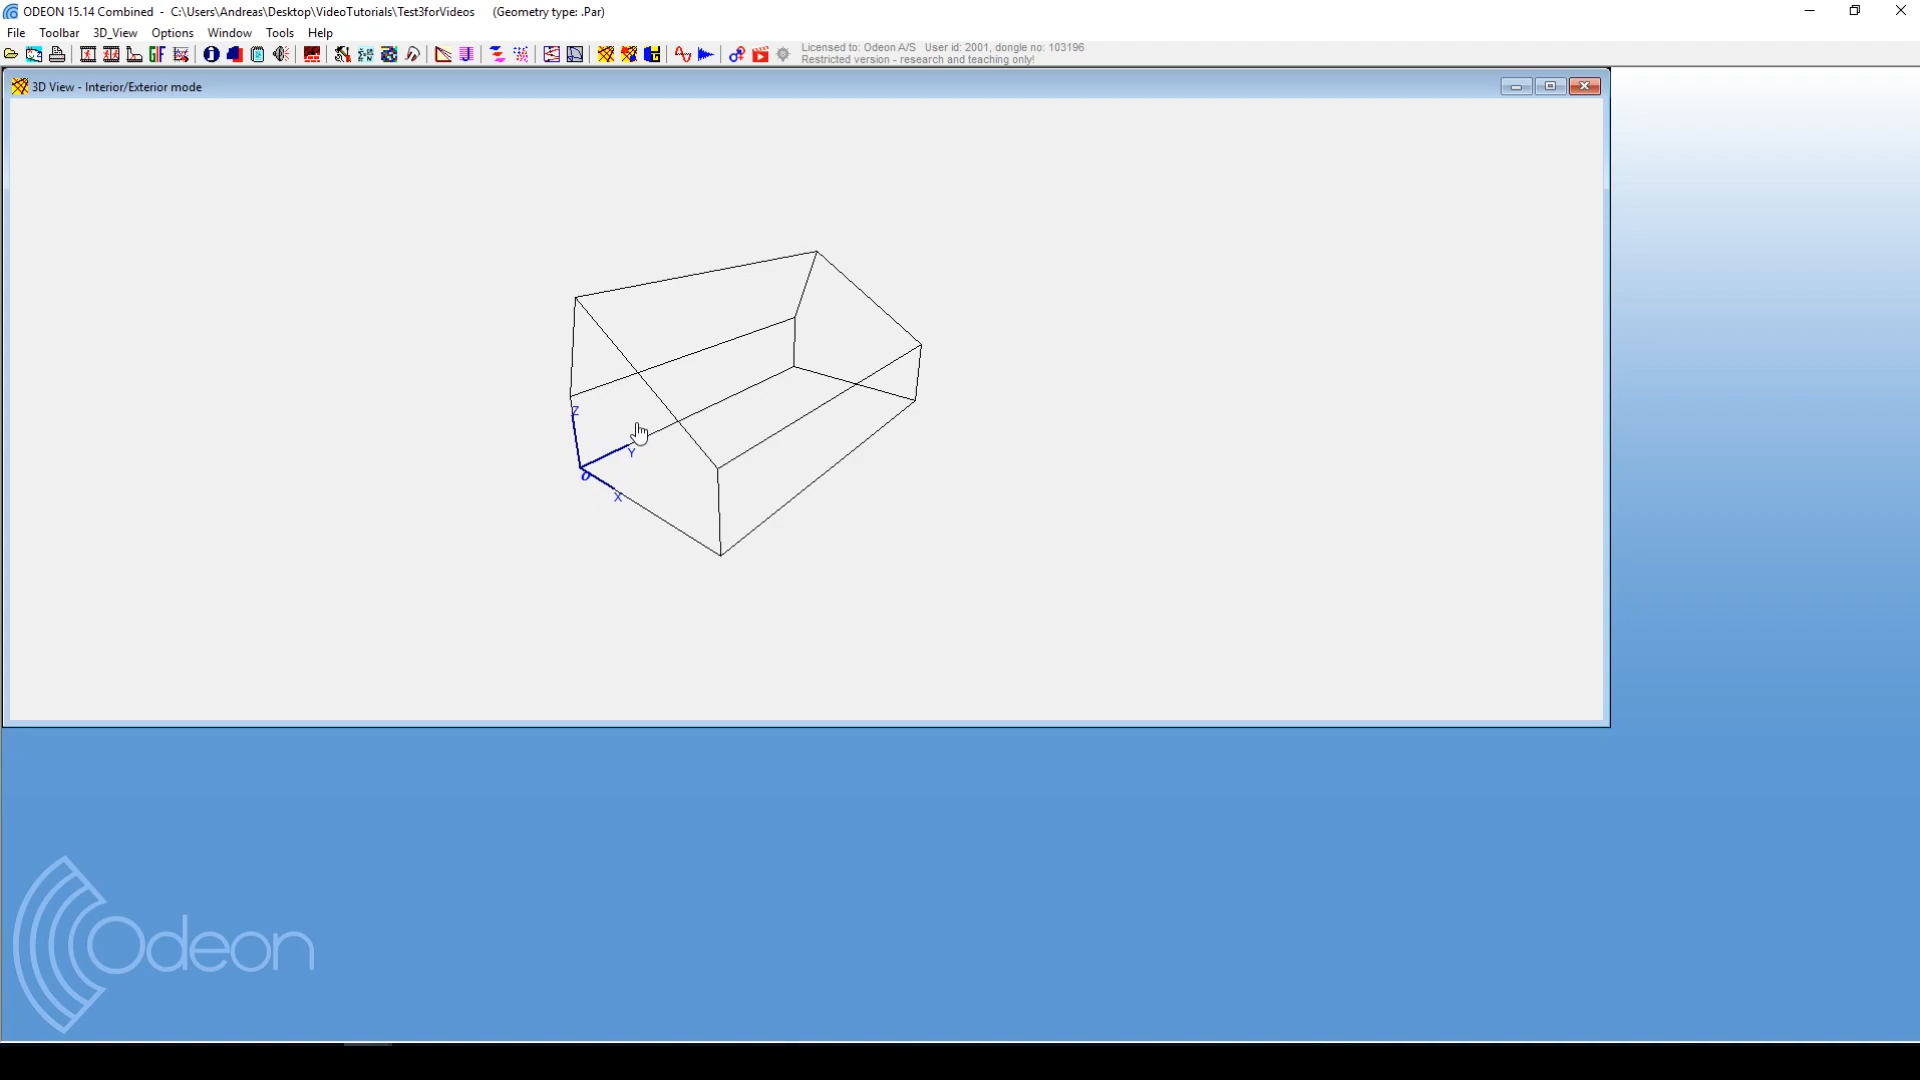 ODEON 15.14 Combined - C:\Users\Andreas\Desktop\VideoTutorials\Test3forVideos (Geometry type: .Par)
File Toolbar 3D_View Options Window Tools Help
GIF Licensed to: Odeon A/S User id: 2001, dongle no: 103196
Restricted version - research and teaching only!
3D View - Interior/Exterior mode
Z
Y
O
X
Odeon